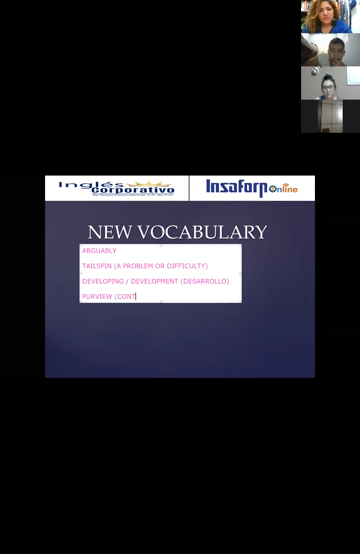 Inglés
Corporativo
Insaforp Online
NEW VOCABULARY
ARGUABLY
TAILSPIN (A PROBLEM OR DIFFICULTY)
DEVELOPING / DEVELOPMENT (DESARROLLO)
PURVIEW (CONT